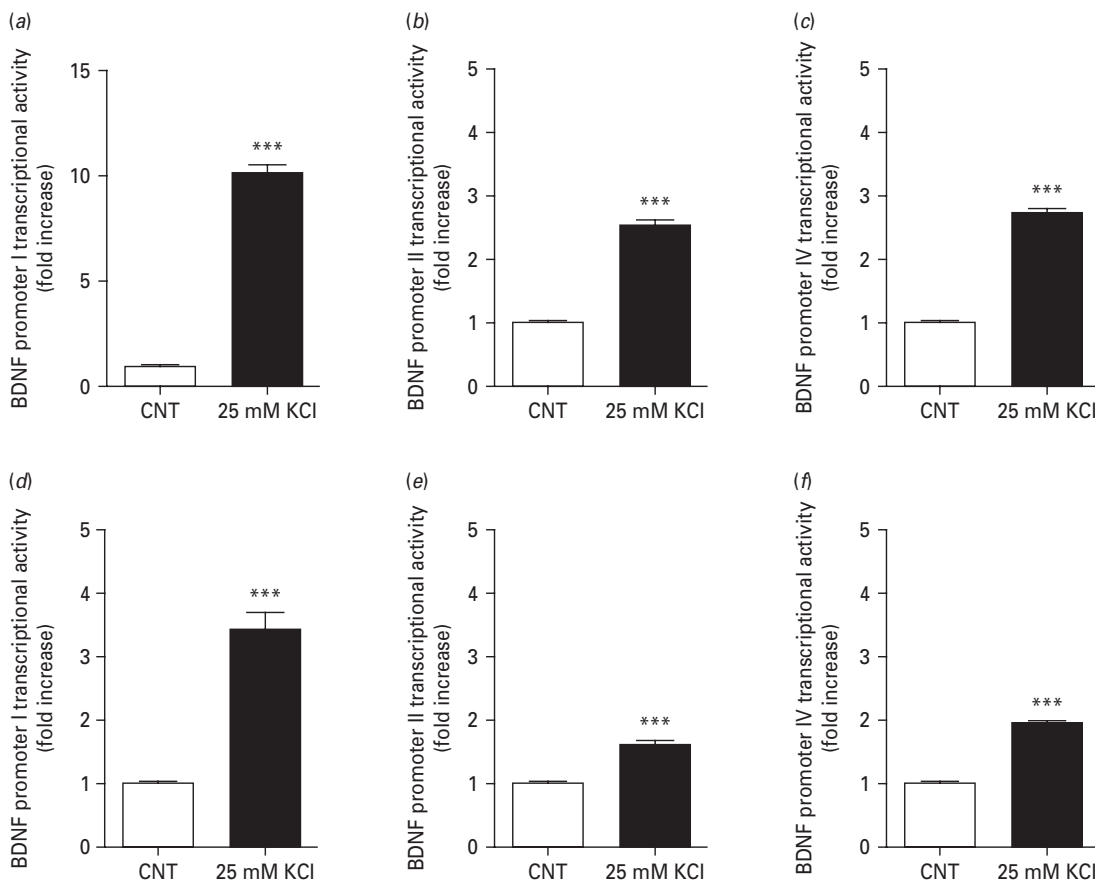 (a)
BDNF promoter I transcriptional activity
(fold increase)
15
10
5
0
***
CNT
25 mM KCl
(b)
BDNF promoter II transcriptional activity
(fold increase)
5
4
3
2
1
0
***
CNT
25 mM KCl
(c)
BDNF promoter IV transcriptional activity
(fold increase)
5
4
3
2
1
0
***
CNT
25 mM KCl
(d)
BDNF promoter I transcriptional activity
(fold increase)
5
4
3
2
1
0
***
CNT
25 mM KCl
(e)
BDNF promoter II transcriptional activity
(fold increase)
5
4
3
2
1
0
***
CNT
25 mM KCl
(f)
BDNF promoter IV transcriptional activity
(fold increase)
5
4
3
2
1
0
***
CNT
25 mM KCl